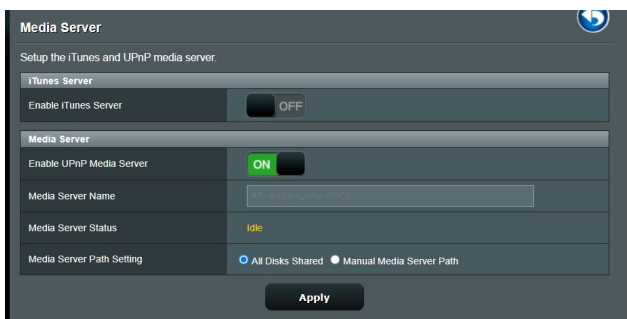 Media Server
Setup the iTunes and UPnP media server.
iTunes Server
Enable iTunes Server OFF
Media Server
Enable UPnP Media Server ON
Media Server Name
Media Server Status Idle
Media Server Path Setting All Disks Shared Manual Media Server Path
Apply